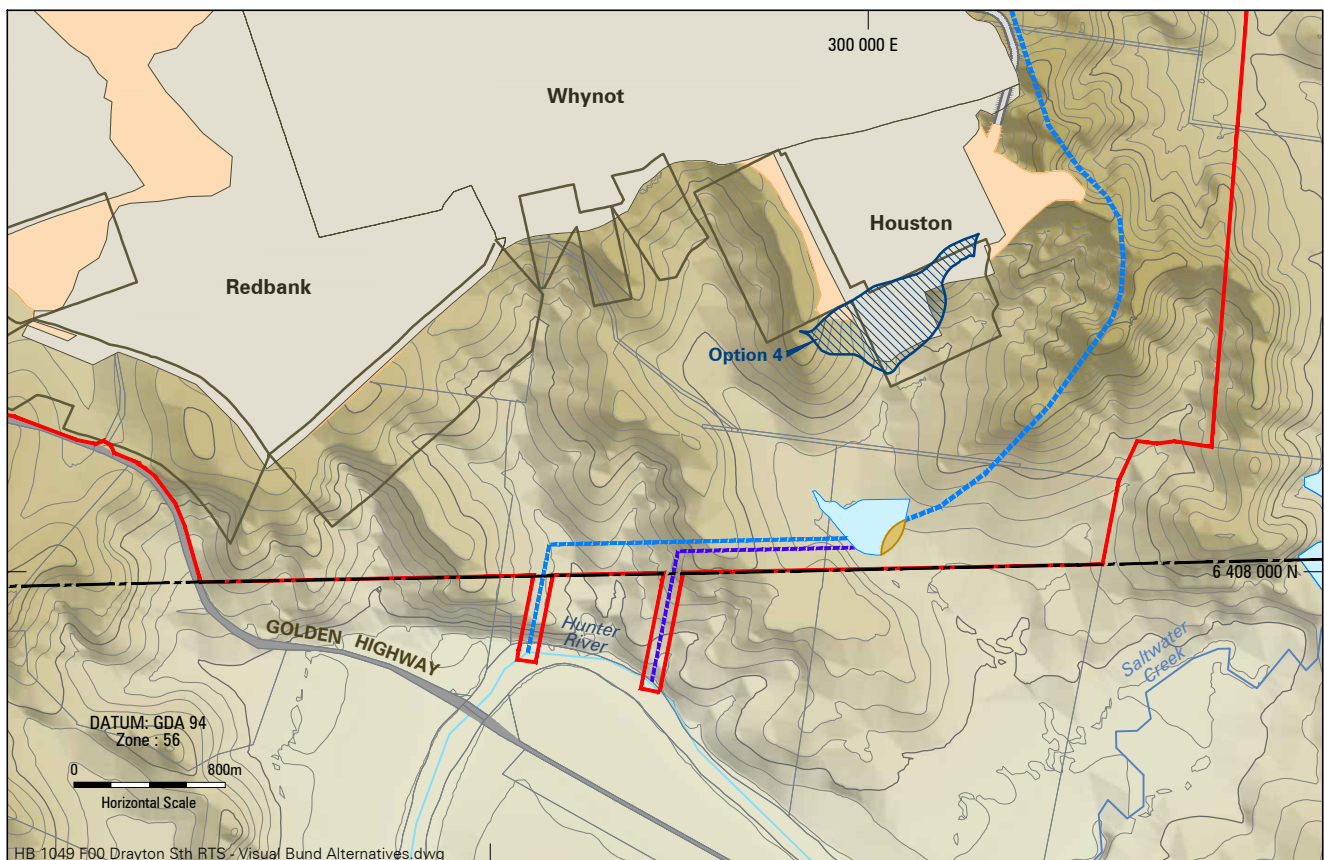 300 000 E
Whynot
Houston
Redbank
Option 4
6 408 000 N
Hunter
River
GOLDEN HIGHWAY
Saltwater
Creek
DATUM: GDA 94
Zone : 56
0 800m
Horizontal Scale
HB 1049 F00 Drayton Sth RTS - Visual Bund Alternatives.dwg